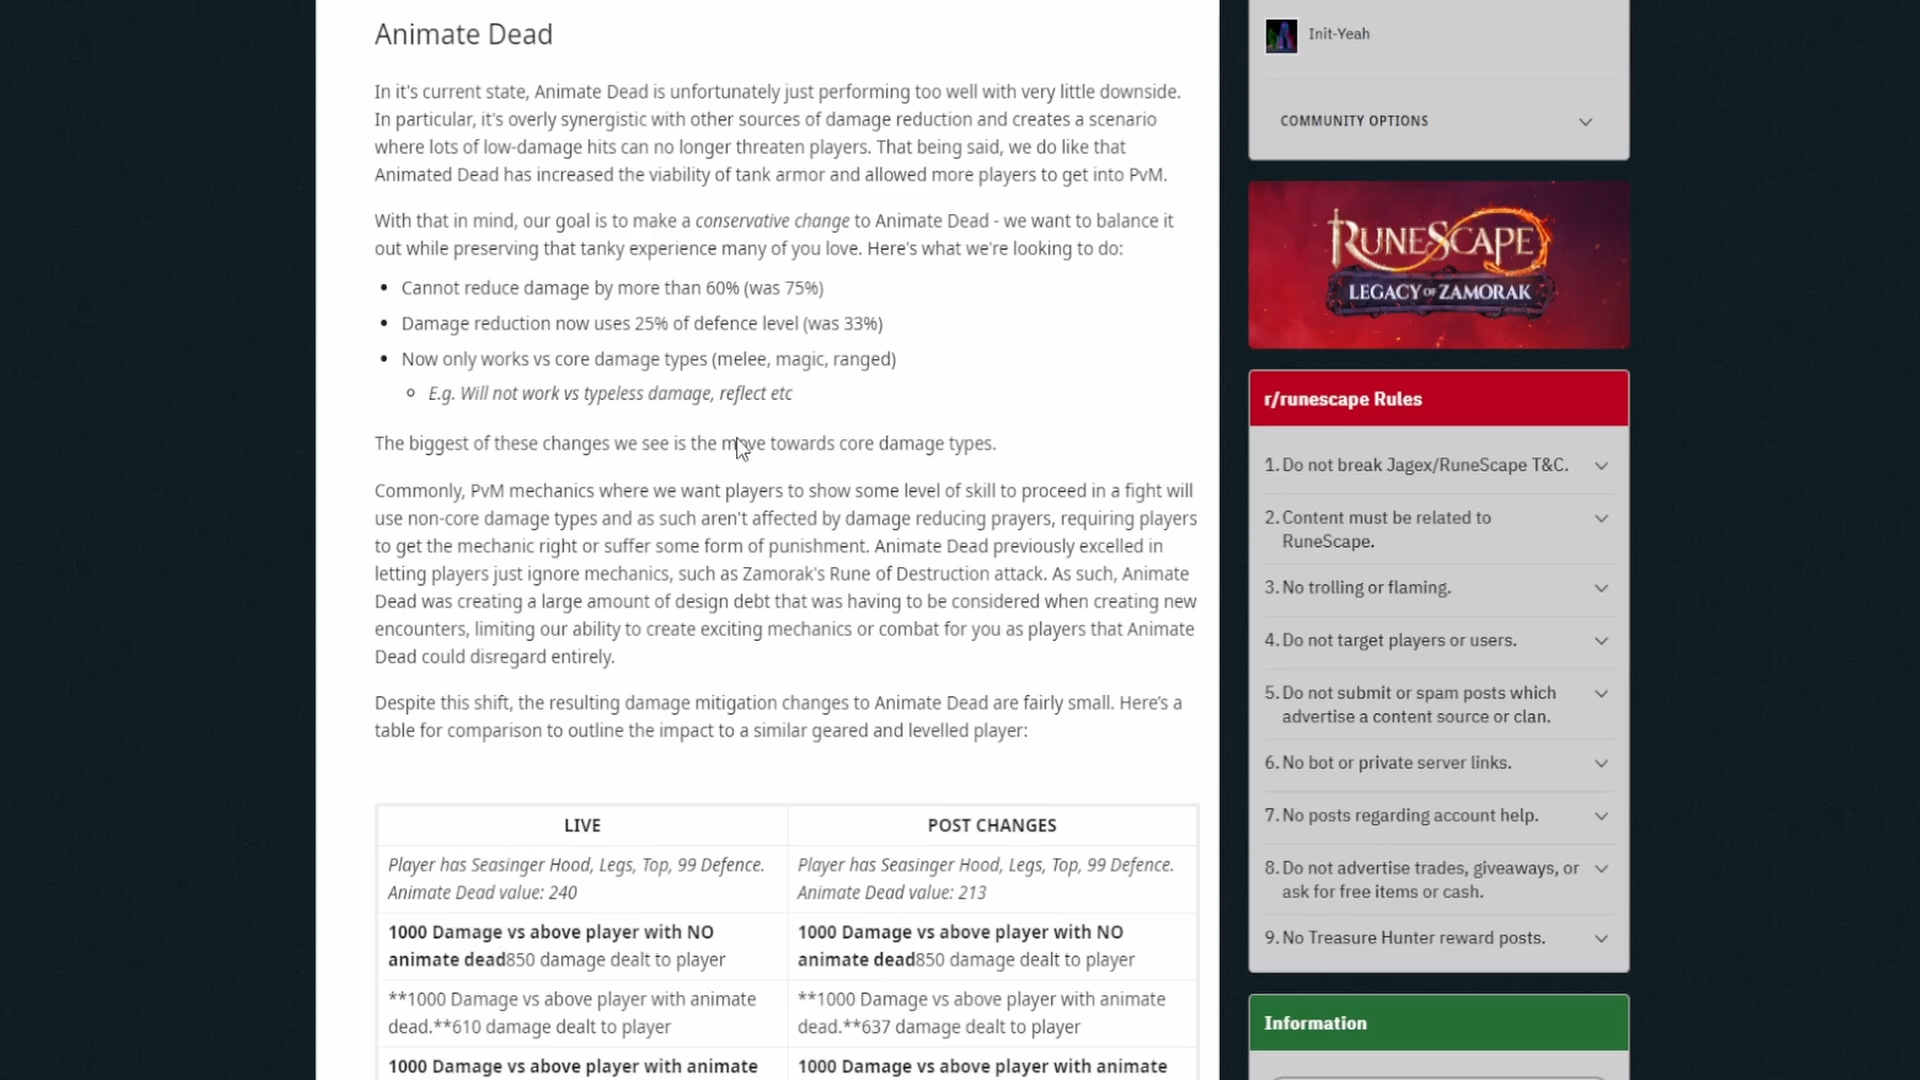 Animate Dead
In it's current state, Animate Dead is unfortunately just performing too well with very little downside.
In particular, it's overly synergistic with other sources of damage reduction and creates a scenario
where lots of low-damage hits can no longer threaten players. That being said, we do like that
Animated Dead has increased the viability of tank armor and allowed more players to get into PvM.
With that in mind, our goal is to make a conservative change to Animate Dead - we want to balance it
out while preserving that tanky experience many of you love. Here's what we're looking to do:
• Cannot reduce damage by more than 60% (was 75%)
• Damage reduction now uses 25% of defence level (was 33%)
• Now only works vs core damage types (melee, magic, ranged)
○ E.g. Will not work vs typeless damage, reflect etc
The biggest of these changes we see is the move towards core damage types.
Commonly, PvM mechanics where we want players to show some level of skill to proceed in a fight will
use non-core damage types and as such aren't affected by damage reducing prayers, requiring players
to get the mechanic right or suffer some form of punishment. Animate Dead previously excelled in
letting players just ignore mechanics, such as Zamorak's Rune of Destruction attack. As such, Animate
Dead was creating a large amount of design debt that was having to be considered when creating new
encounters, limiting our ability to create exciting mechanics or combat for you as players that Animate
Dead could disregard entirely.
Despite this shift, the resulting damage mitigation changes to Animate Dead are fairly small. Here's a
table for comparison to outline the impact to a similar geared and levelled player:
LIVE
POST CHANGES
Player has Seasinger Hood, Legs, Top, 99 Defence.
Animate Dead value: 240
Player has Seasinger Hood, Legs, Top, 99 Defence.
Animate Dead value: 213
1000 Damage vs above player with NO
animate dead850 damage dealt to player
1000 Damage vs above player with NO
animate dead850 damage dealt to player
**1000 Damage vs above player with animate
dead.**610 damage dealt to player
**1000 Damage vs above player with animate
dead.**637 damage dealt to player
1000 Damage vs above player with animate
1000 Damage vs above player with animate
Init-Yeah
COMMUNITY OPTIONS
RUNESCAPE
LEGACY OF ZAMORAK
r/runescape Rules
1. Do not break Jagex/RuneScape T&C.
2. Content must be related to
RuneScape.
3. No trolling or flaming.
4. Do not target players or users.
5. Do not submit or spam posts which
advertise a content source or clan.
6. No bot or private server links.
7. No posts regarding account help.
8. Do not advertise trades, giveaways, or
ask for free items or cash.
9. No Treasure Hunter reward posts.
Information